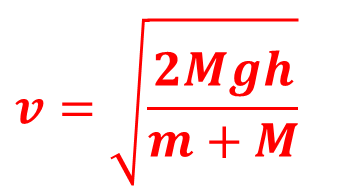 v = √(2Mgh / (m + M))